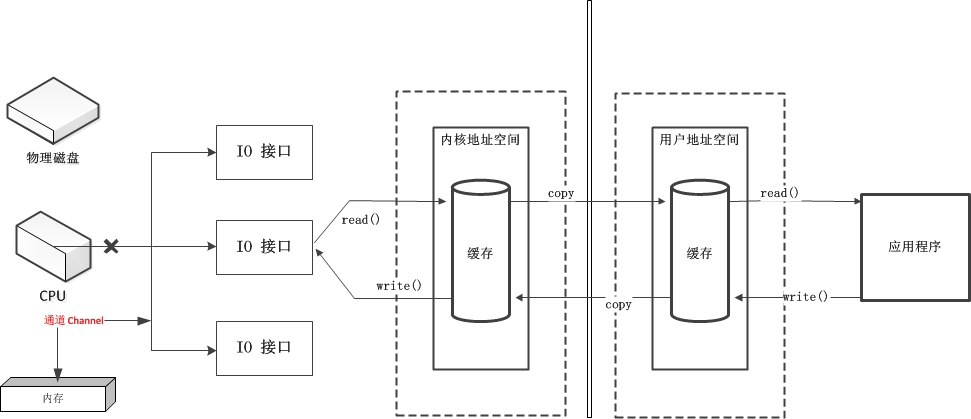 物理磁盘
CPU
通道 Channel
内存
IO 接口
IO 接口
IO 接口
read()
write()
内核地址空间
缓存
copy
copy
用户地址空间
缓存
read()
write()
应用程序